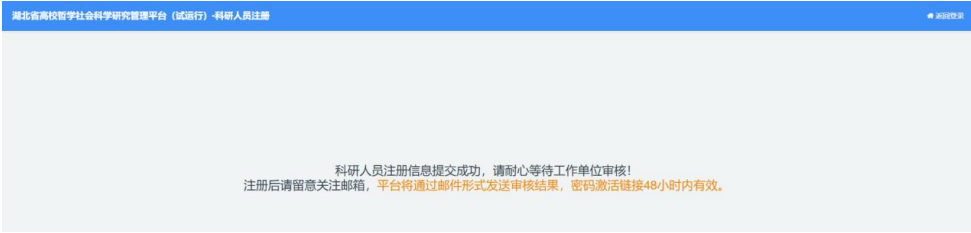 湖北省高校哲学社会科学研究管理平台（试运行）-科研人员注册
返回登录
科研人员注册信息提交成功，请耐心等待工作单位审核！
注册后请留意关注邮箱，平台将通过邮件形式发送审核结果，密码激活链接48小时内有效。